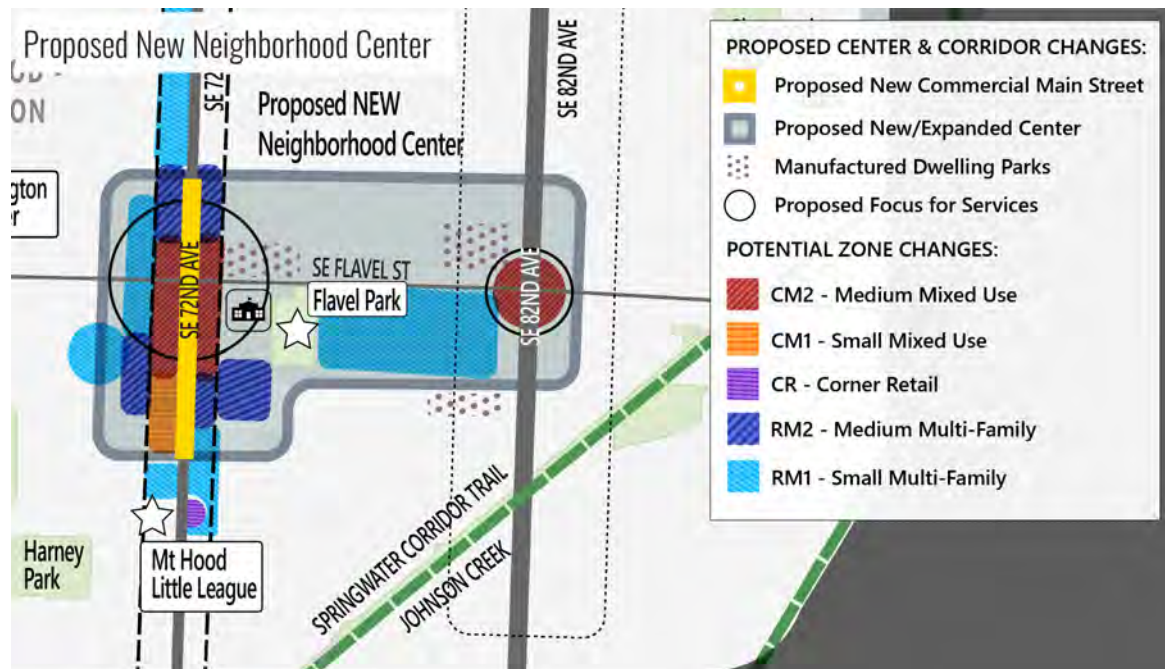 Proposed New Neighborhood Center
ON
SE 72
SE 82ND AVE
Proposed NEW
Neighborhood Center
SE 72ND AVE
SE FLAVEL ST
Flavel Park
SE 82ND AVE
SPRINGWATER CORRIDOR TRAIL
JOHNSON CREEK
Harney
Park
Mt Hood
Little League
PROPOSED CENTER & CORRIDOR CHANGES:
Proposed New Commercial Main Street
Proposed New/Expanded Center
Manufactured Dwelling Parks
Proposed Focus for Services
POTENTIAL ZONE CHANGES:
CM2 - Medium Mixed Use
CM1 - Small Mixed Use
CR - Corner Retail
RM2 - Medium Multi-Family
RM1 - Small Multi-Family